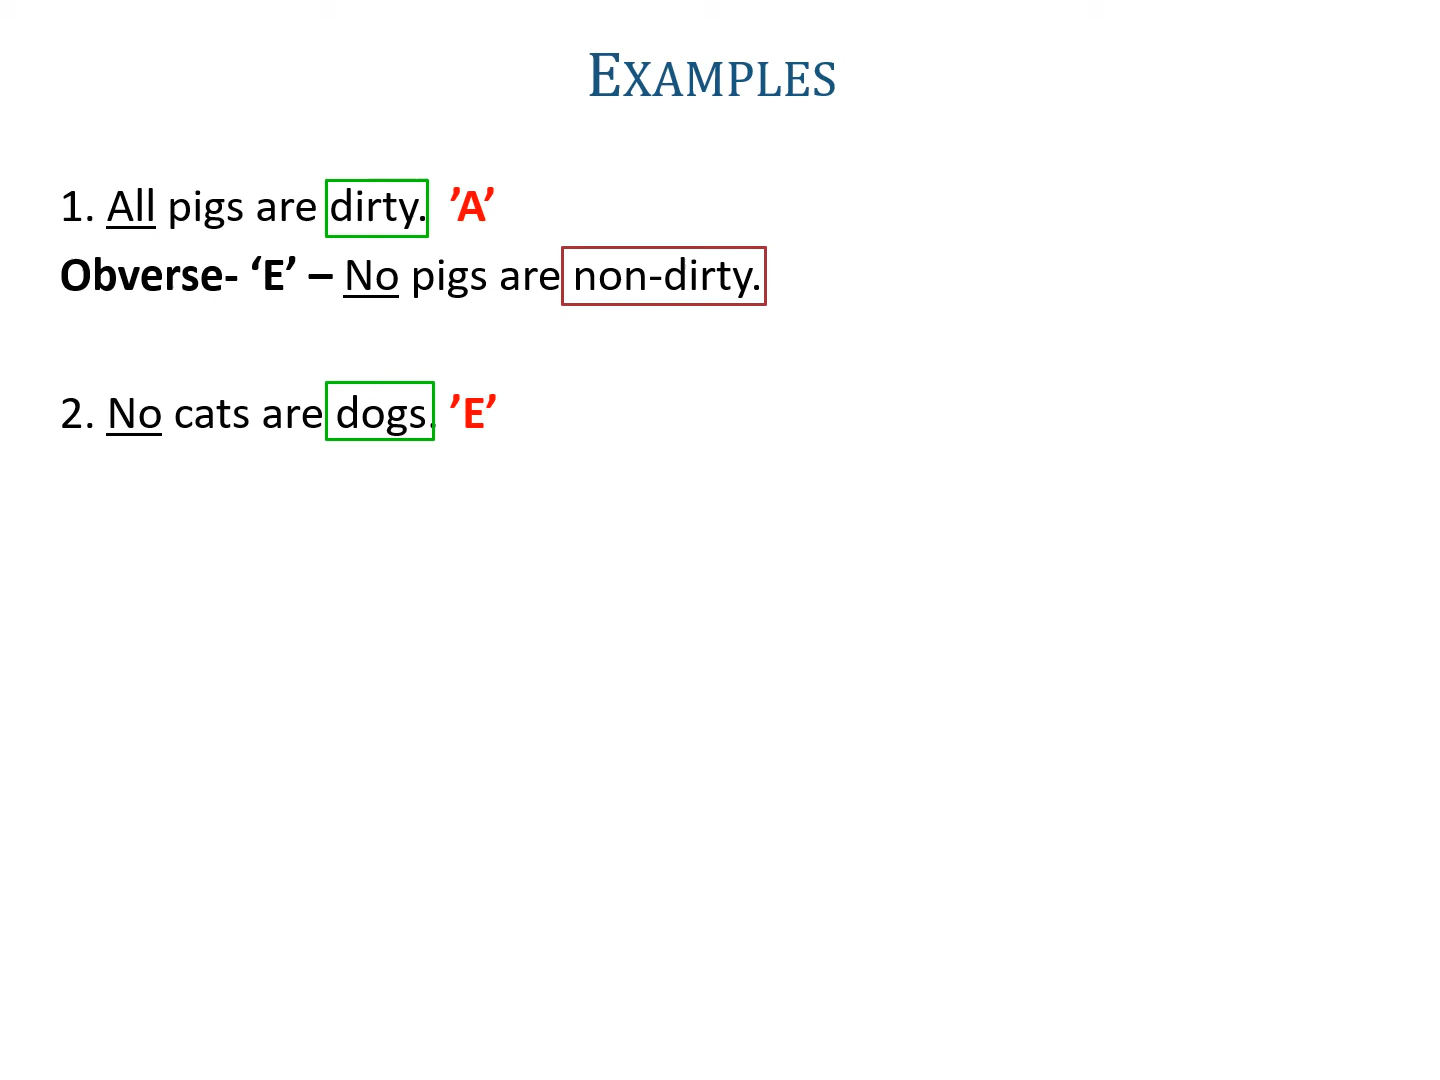 EXAMPLES
1. All pigs are dirty. ’A’
Obverse- ‘E’ – No pigs are non-dirty.
2. No cats are dogs. ’E’